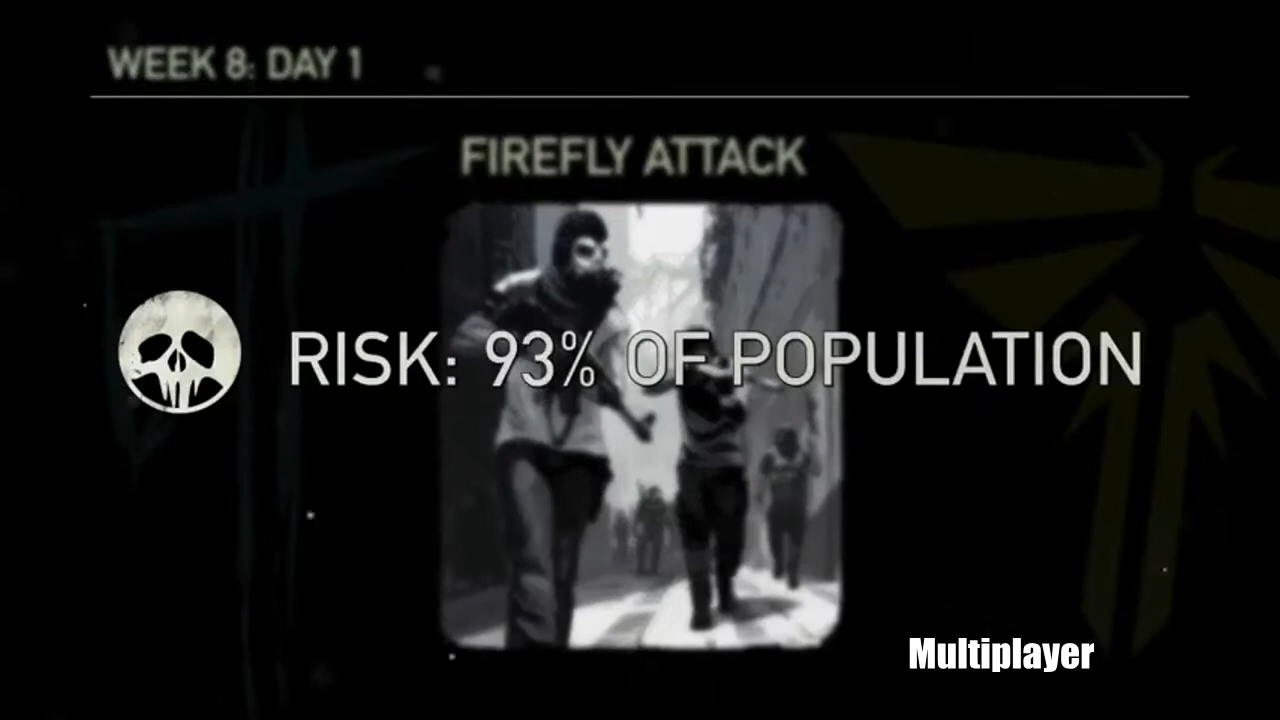 WEEK 8: DAY 1
FIREFLY ATTACK
RISK: 93% OF POPULATION
Multiplayer